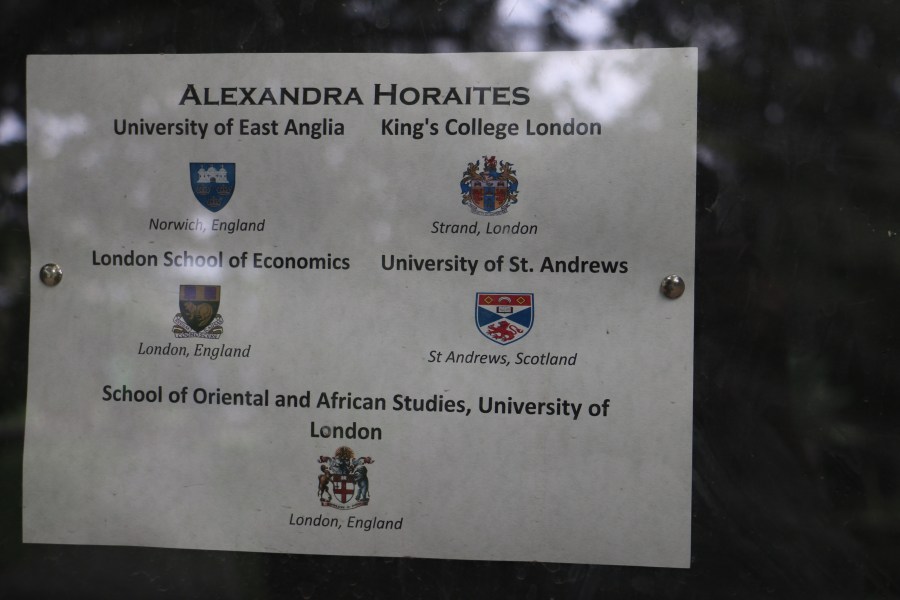 ALEXANDRA HORAITES
University of East Anglia
King's College London
Norwich, England
Strand, London
London School of Economics
University of St. Andrews
London, England
St Andrews, Scotland
School of Oriental and African Studies, University of
London
London, England